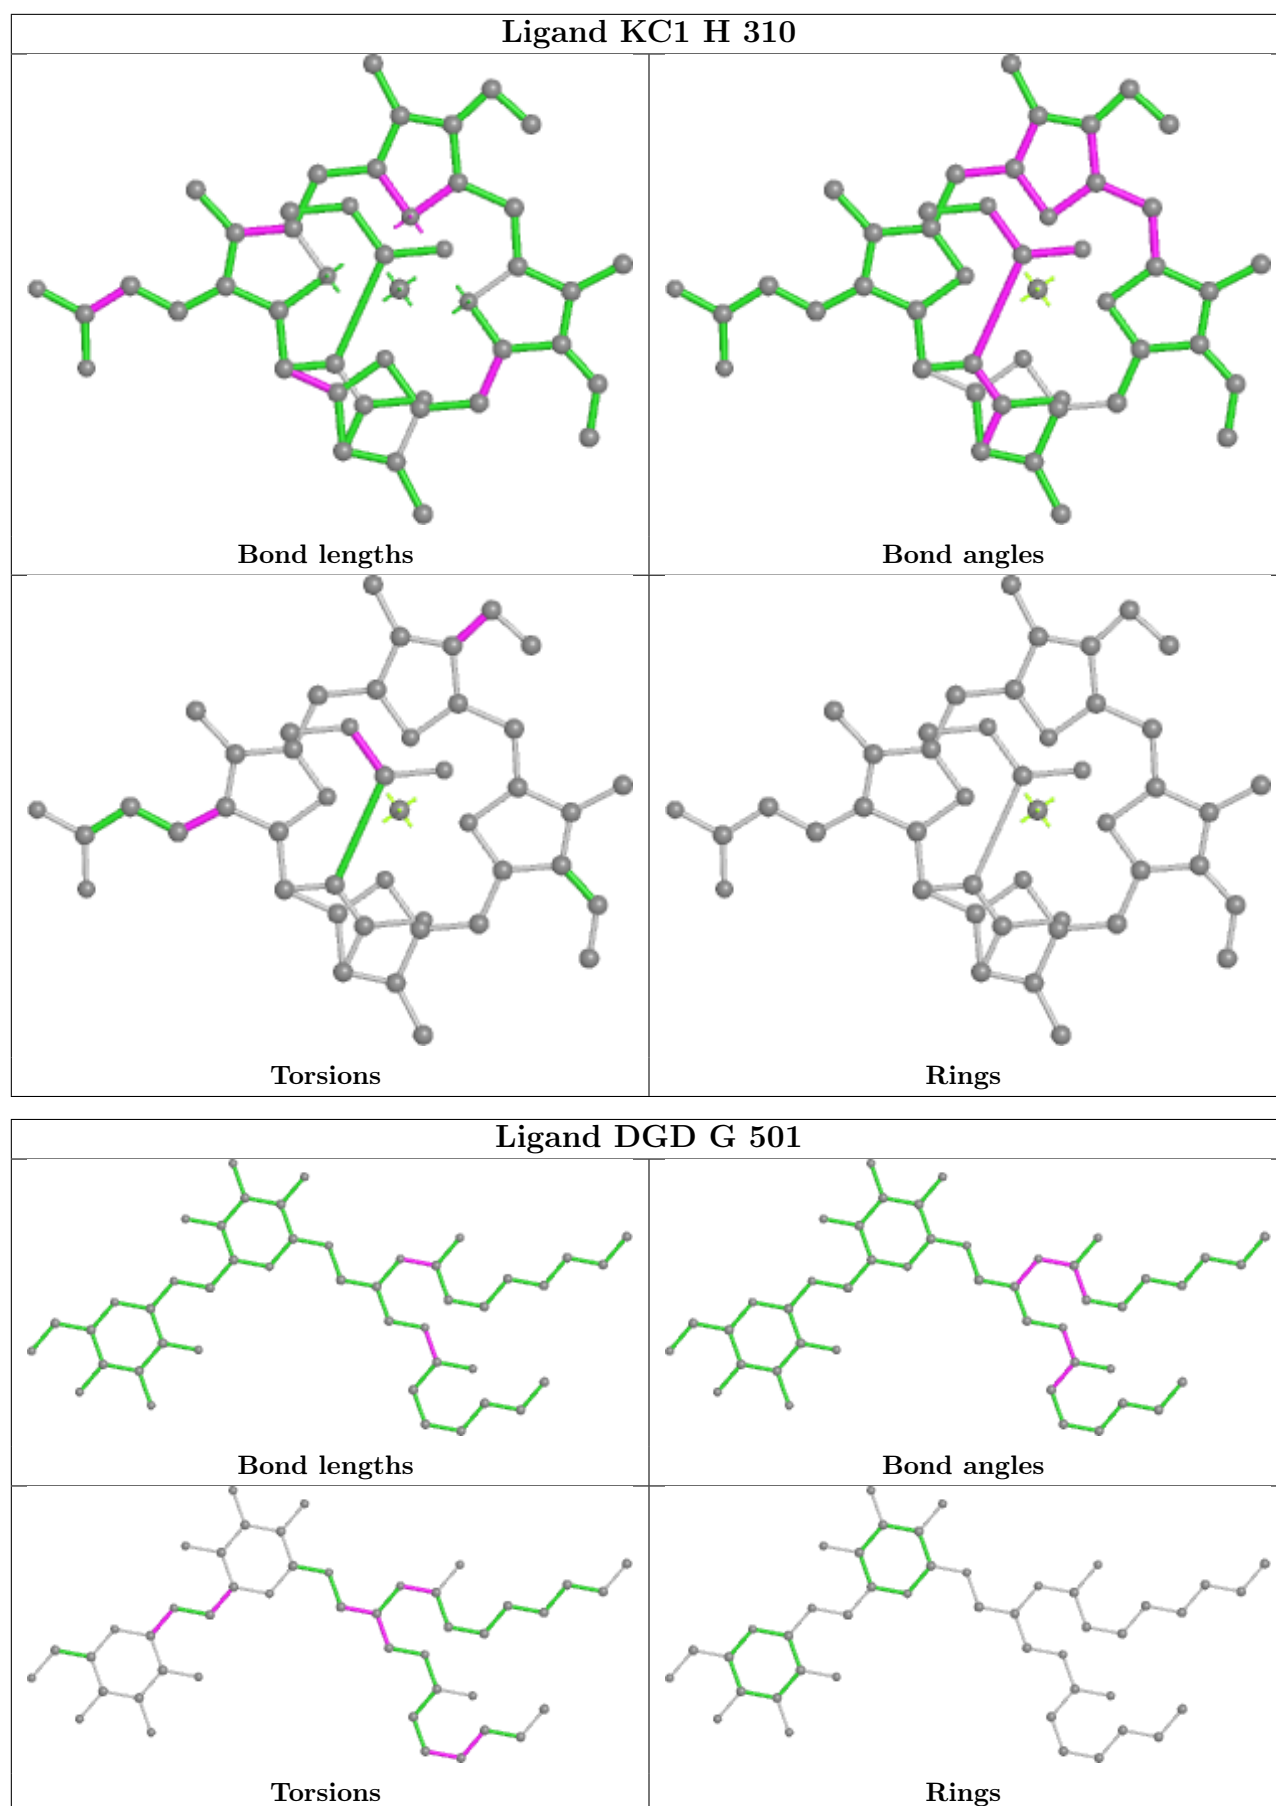 Ligand KC1 H 310
Bond lengths
Bond angles
Torsions
Rings
Ligand DGD G 501
Bond lengths
Bond angles
Torsions
Rings